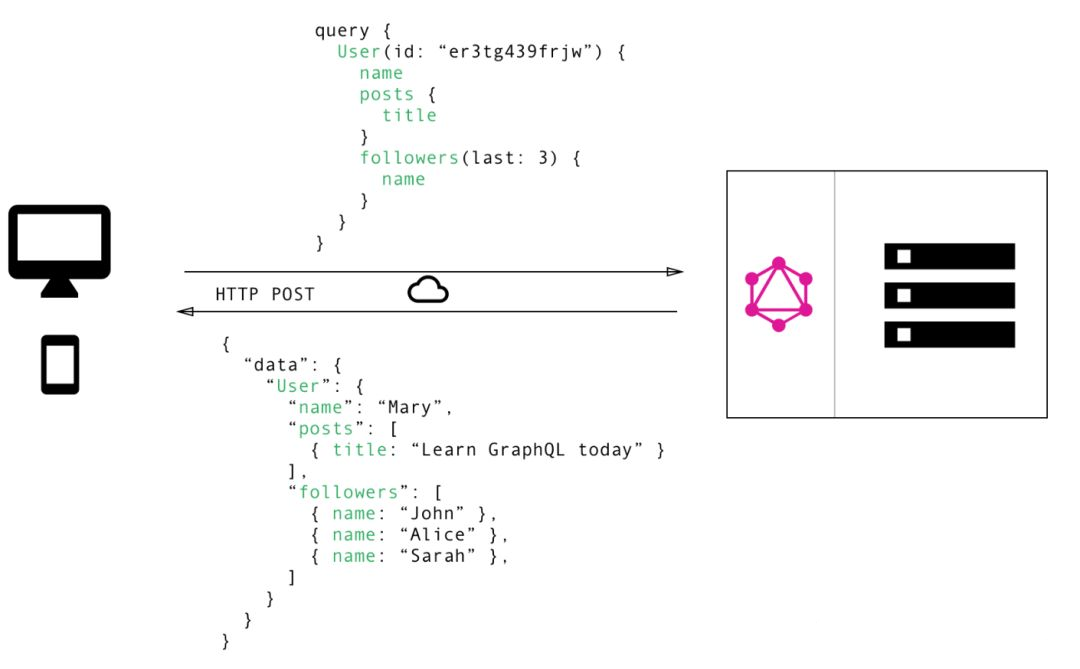 query {
  User(id: “er3tg439frjw”) {
    name
    posts {
      title
    }
    followers(last: 3) {
      name
    }
  }
}
HTTP POST
{
  “data”: {
    “User”: {
      “name”: “Mary”,
      “posts”: [
        { title: “Learn GraphQL today” }
      ],
      “followers”: [
        { name: “John” },
        { name: “Alice” },
        { name: “Sarah” },
      ]
    }
  }
}